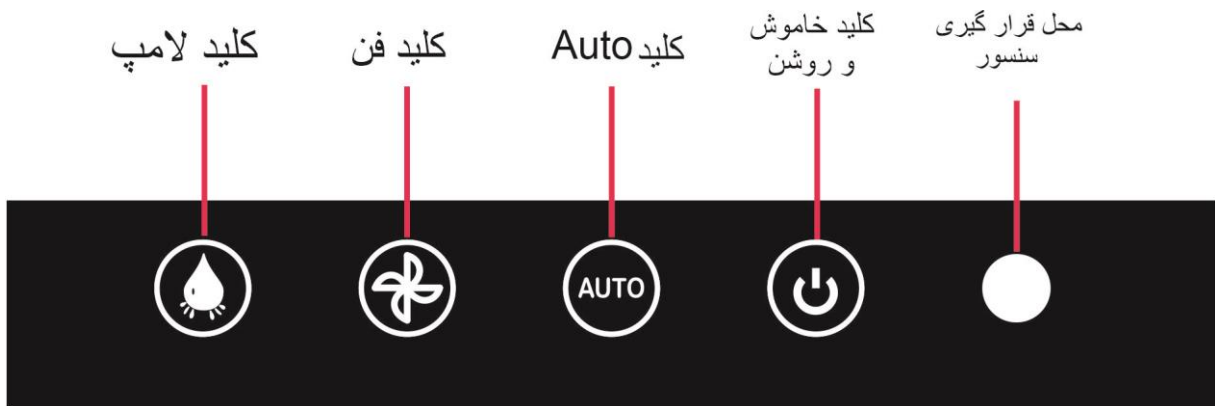 محل قرار گیری
سنسور
کلید خاموش
و روشن
کلید Auto
کلید فن
کلید لامپ
AUTO